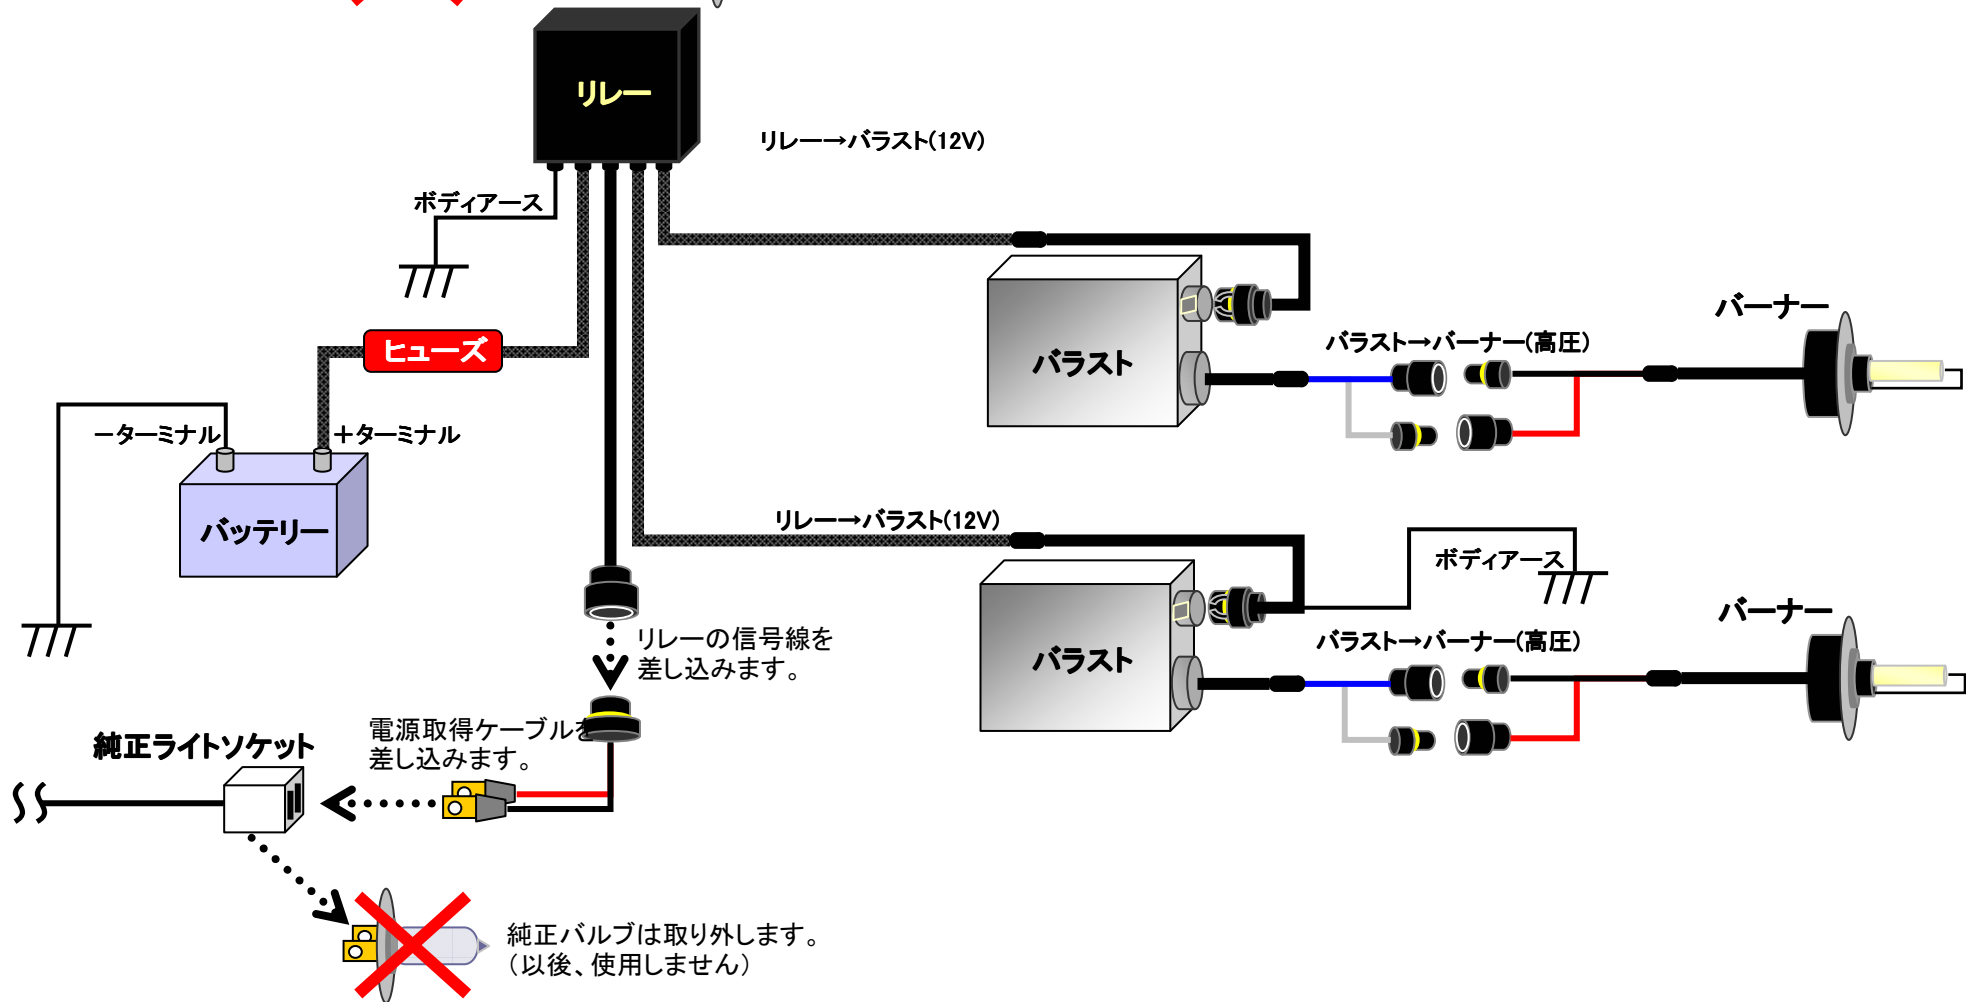 リレー
リレー→バラスト(12V)
ボディアース
バーナー
バラスト→バーナー(高圧)
ヒューズ
バラスト
－ターミナル
＋ターミナル
バッテリー
リレー→バラスト(12V)
ボディアース
バーナー
リレーの信号線を
差し込みます。
バラスト→バーナー(高圧)
バラスト
電源取得ケーブルを
差し込みます。
純正ライトソケット
純正バルブは取り外します。
（以後、使用しません）